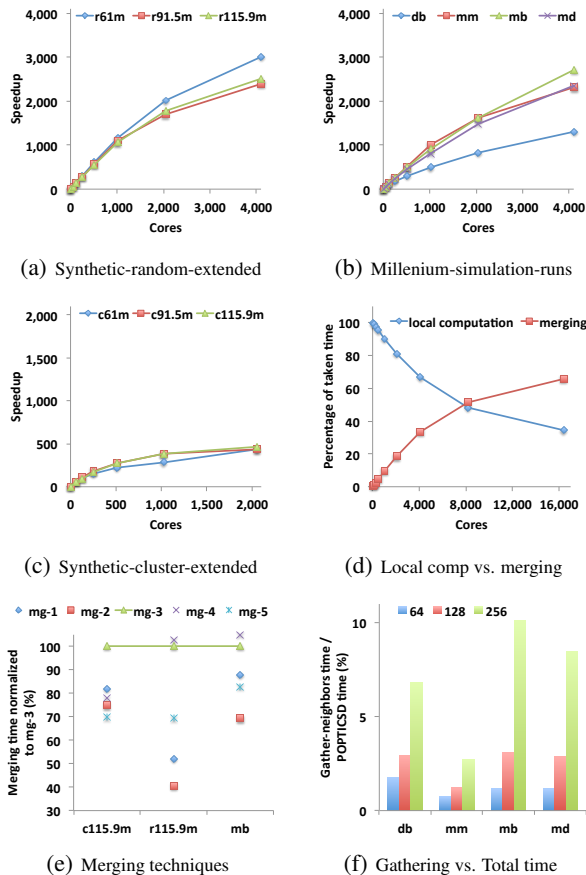 r61m r91.5m r115.9m
4,000
3,000
2,000
1,000
0
Speedup
0 1,000 2,000 3,000 4,000
Cores
(a) Synthetic-random-extended
db mm mb md
4,000
3,000
2,000
1,000
0
Speedup
0 1,000 2,000 3,000 4,000
Cores
(b) Millenium-simulation-runs
c61m c91.5m c115.9m
2,000
1,500
1,000
500
0
Speedup
0 500 1,000 1,500 2,000
Cores
(c) Synthetic-cluster-extended
local computation merging
100
80
60
40
20
0
Percentage of taken time
0 4,000 8,000 12,000 16,000
Cores
(d) Local comp vs. merging
mg-1 mg-2 mg-3 mg-4 mg-5
100
90
80
70
60
50
40
30
Merging time normalized
to mg-3 (%)
c115.9m r115.9m mb
(e) Merging techniques
64 128 256
10
5
0
Gather-neighbors time /
POPTICSD time (%)
db mm mb md
(f) Gathering vs. Total time